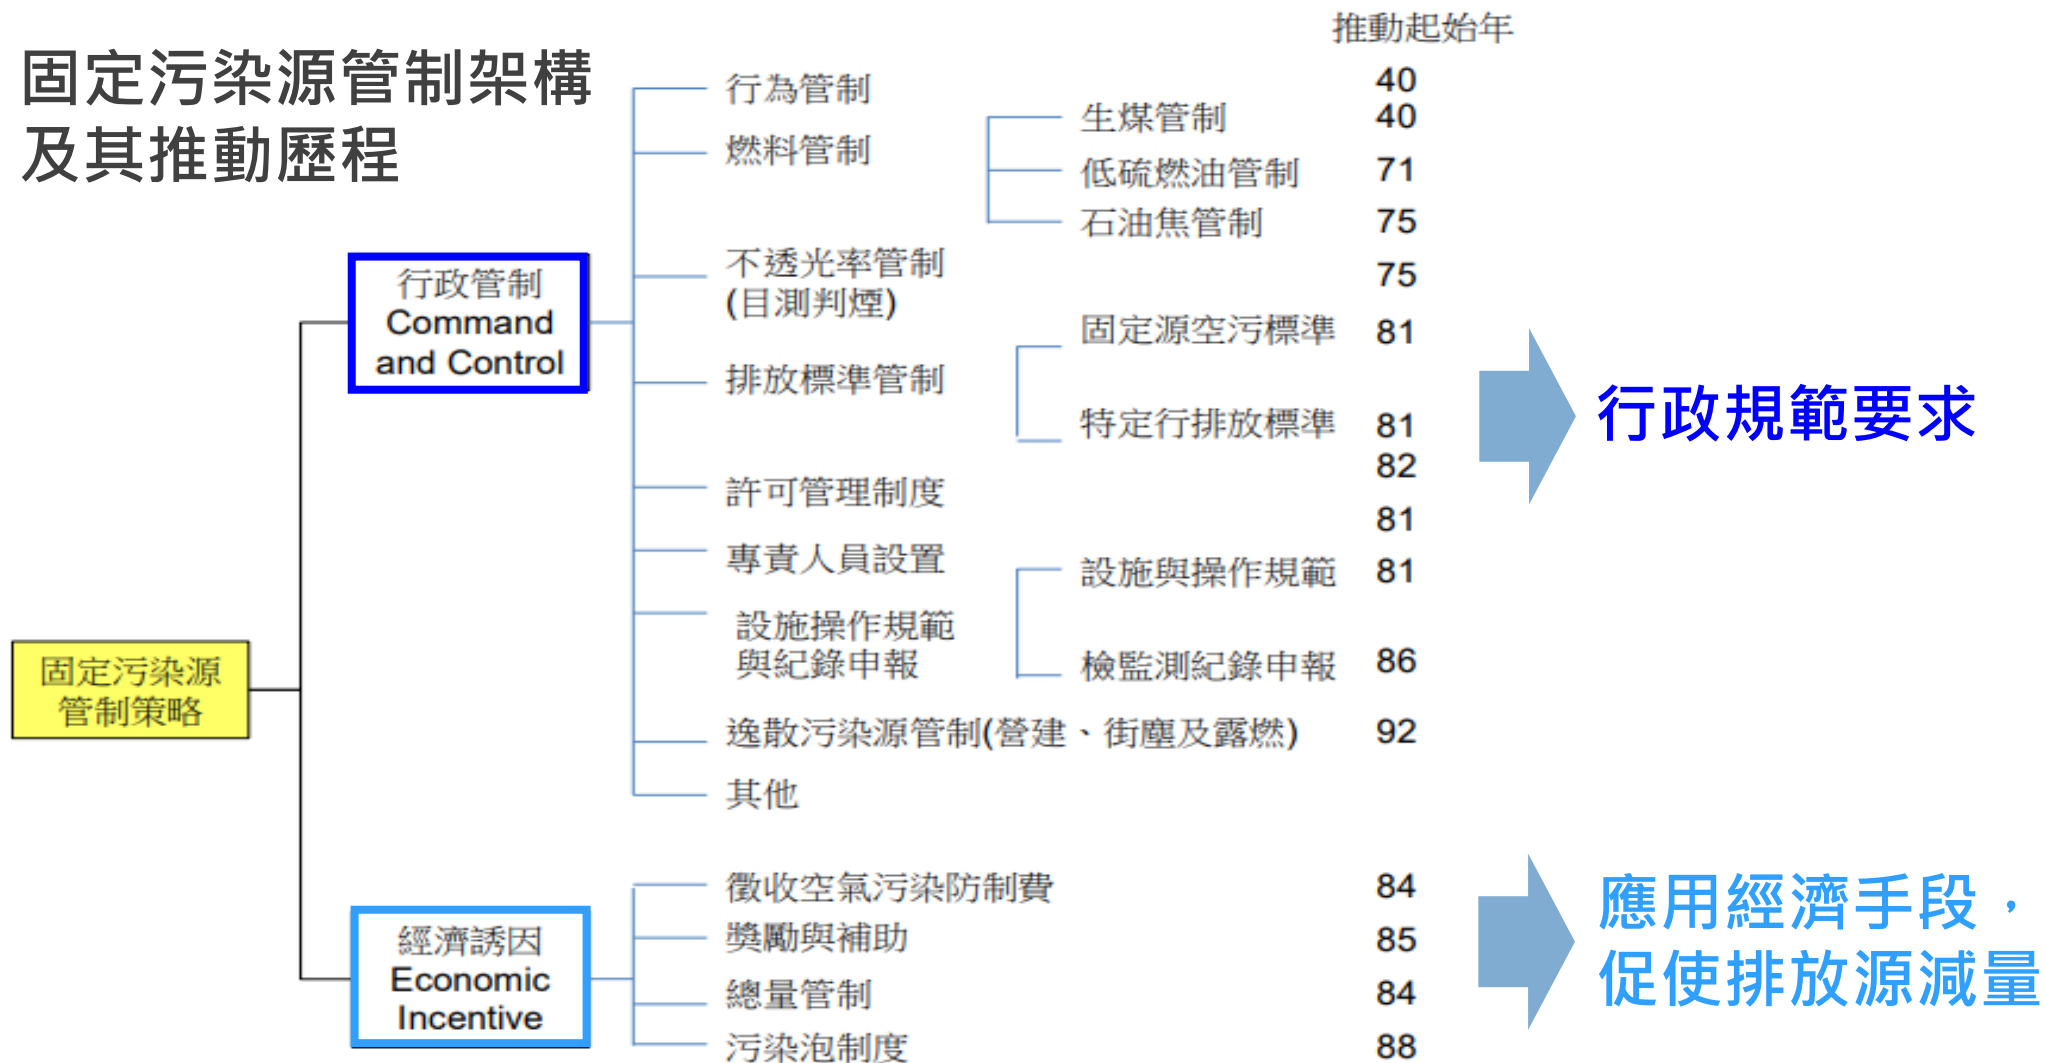 固定污染源管制架構
及其推動歷程
推動起始年
行為管制
40
燃料管制
生煤管制
40
低硫燃油管制
71
石油焦管制
75
不透光率管制
(目測判煙)
75
排放標準管制
固定源空污標準
81
特定行排放標準
81
82
許可管理制度
81
專責人員設置
設施操作規範
與紀錄申報
設施與操作規範
81
檢監測紀錄申報
86
逸散污染源管制(營建、街塵及露燃)
92
其他
行政管制
Command
and Control
行政規範要求
固定污染源
管制策略
經濟誘因
Economic
Incentive
徵收空氣污染防制費
84
獎勵與補助
85
總量管制
84
污染泡制度
88
應用經濟手段，
促使排放源減量